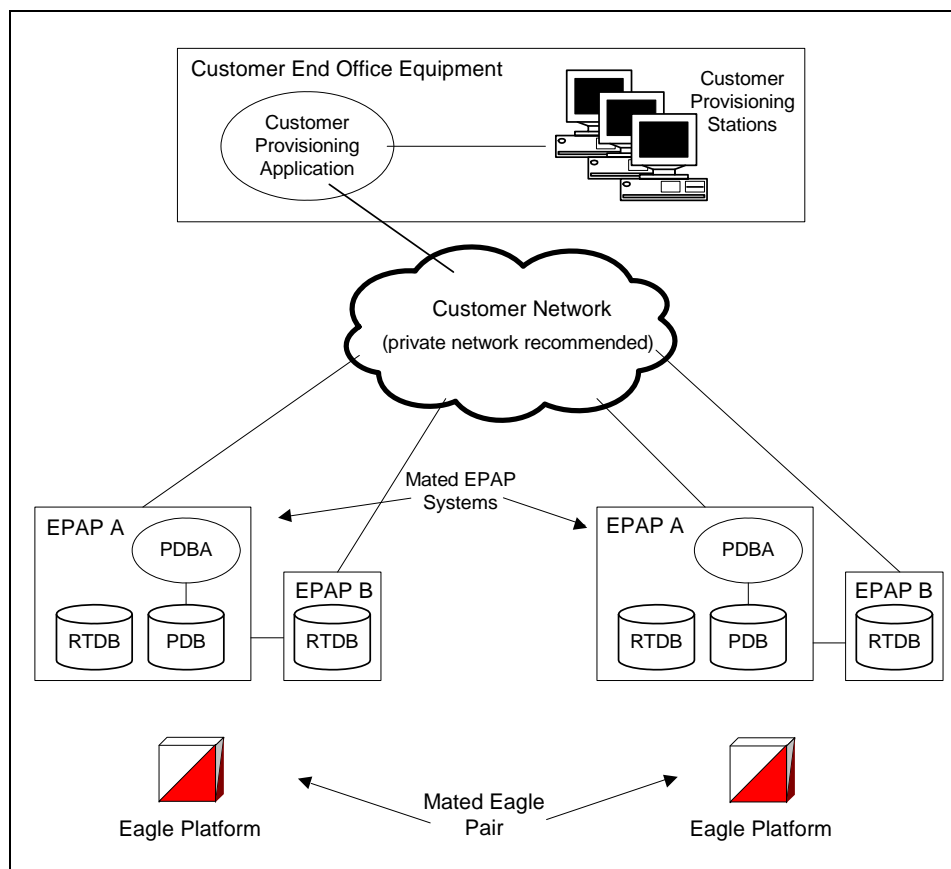 Customer End Office Equipment
Customer
Provisioning
Application
Customer
Provisioning
Stations
Customer Network
(private network recommended)
Mated EPAP
Systems
EPAP A
PDBA
RTDB
PDB
EPAP B
RTDB
EPAP A
PDBA
RTDB
PDB
EPAP B
RTDB
Eagle Platform
Mated Eagle
Pair
Eagle Platform